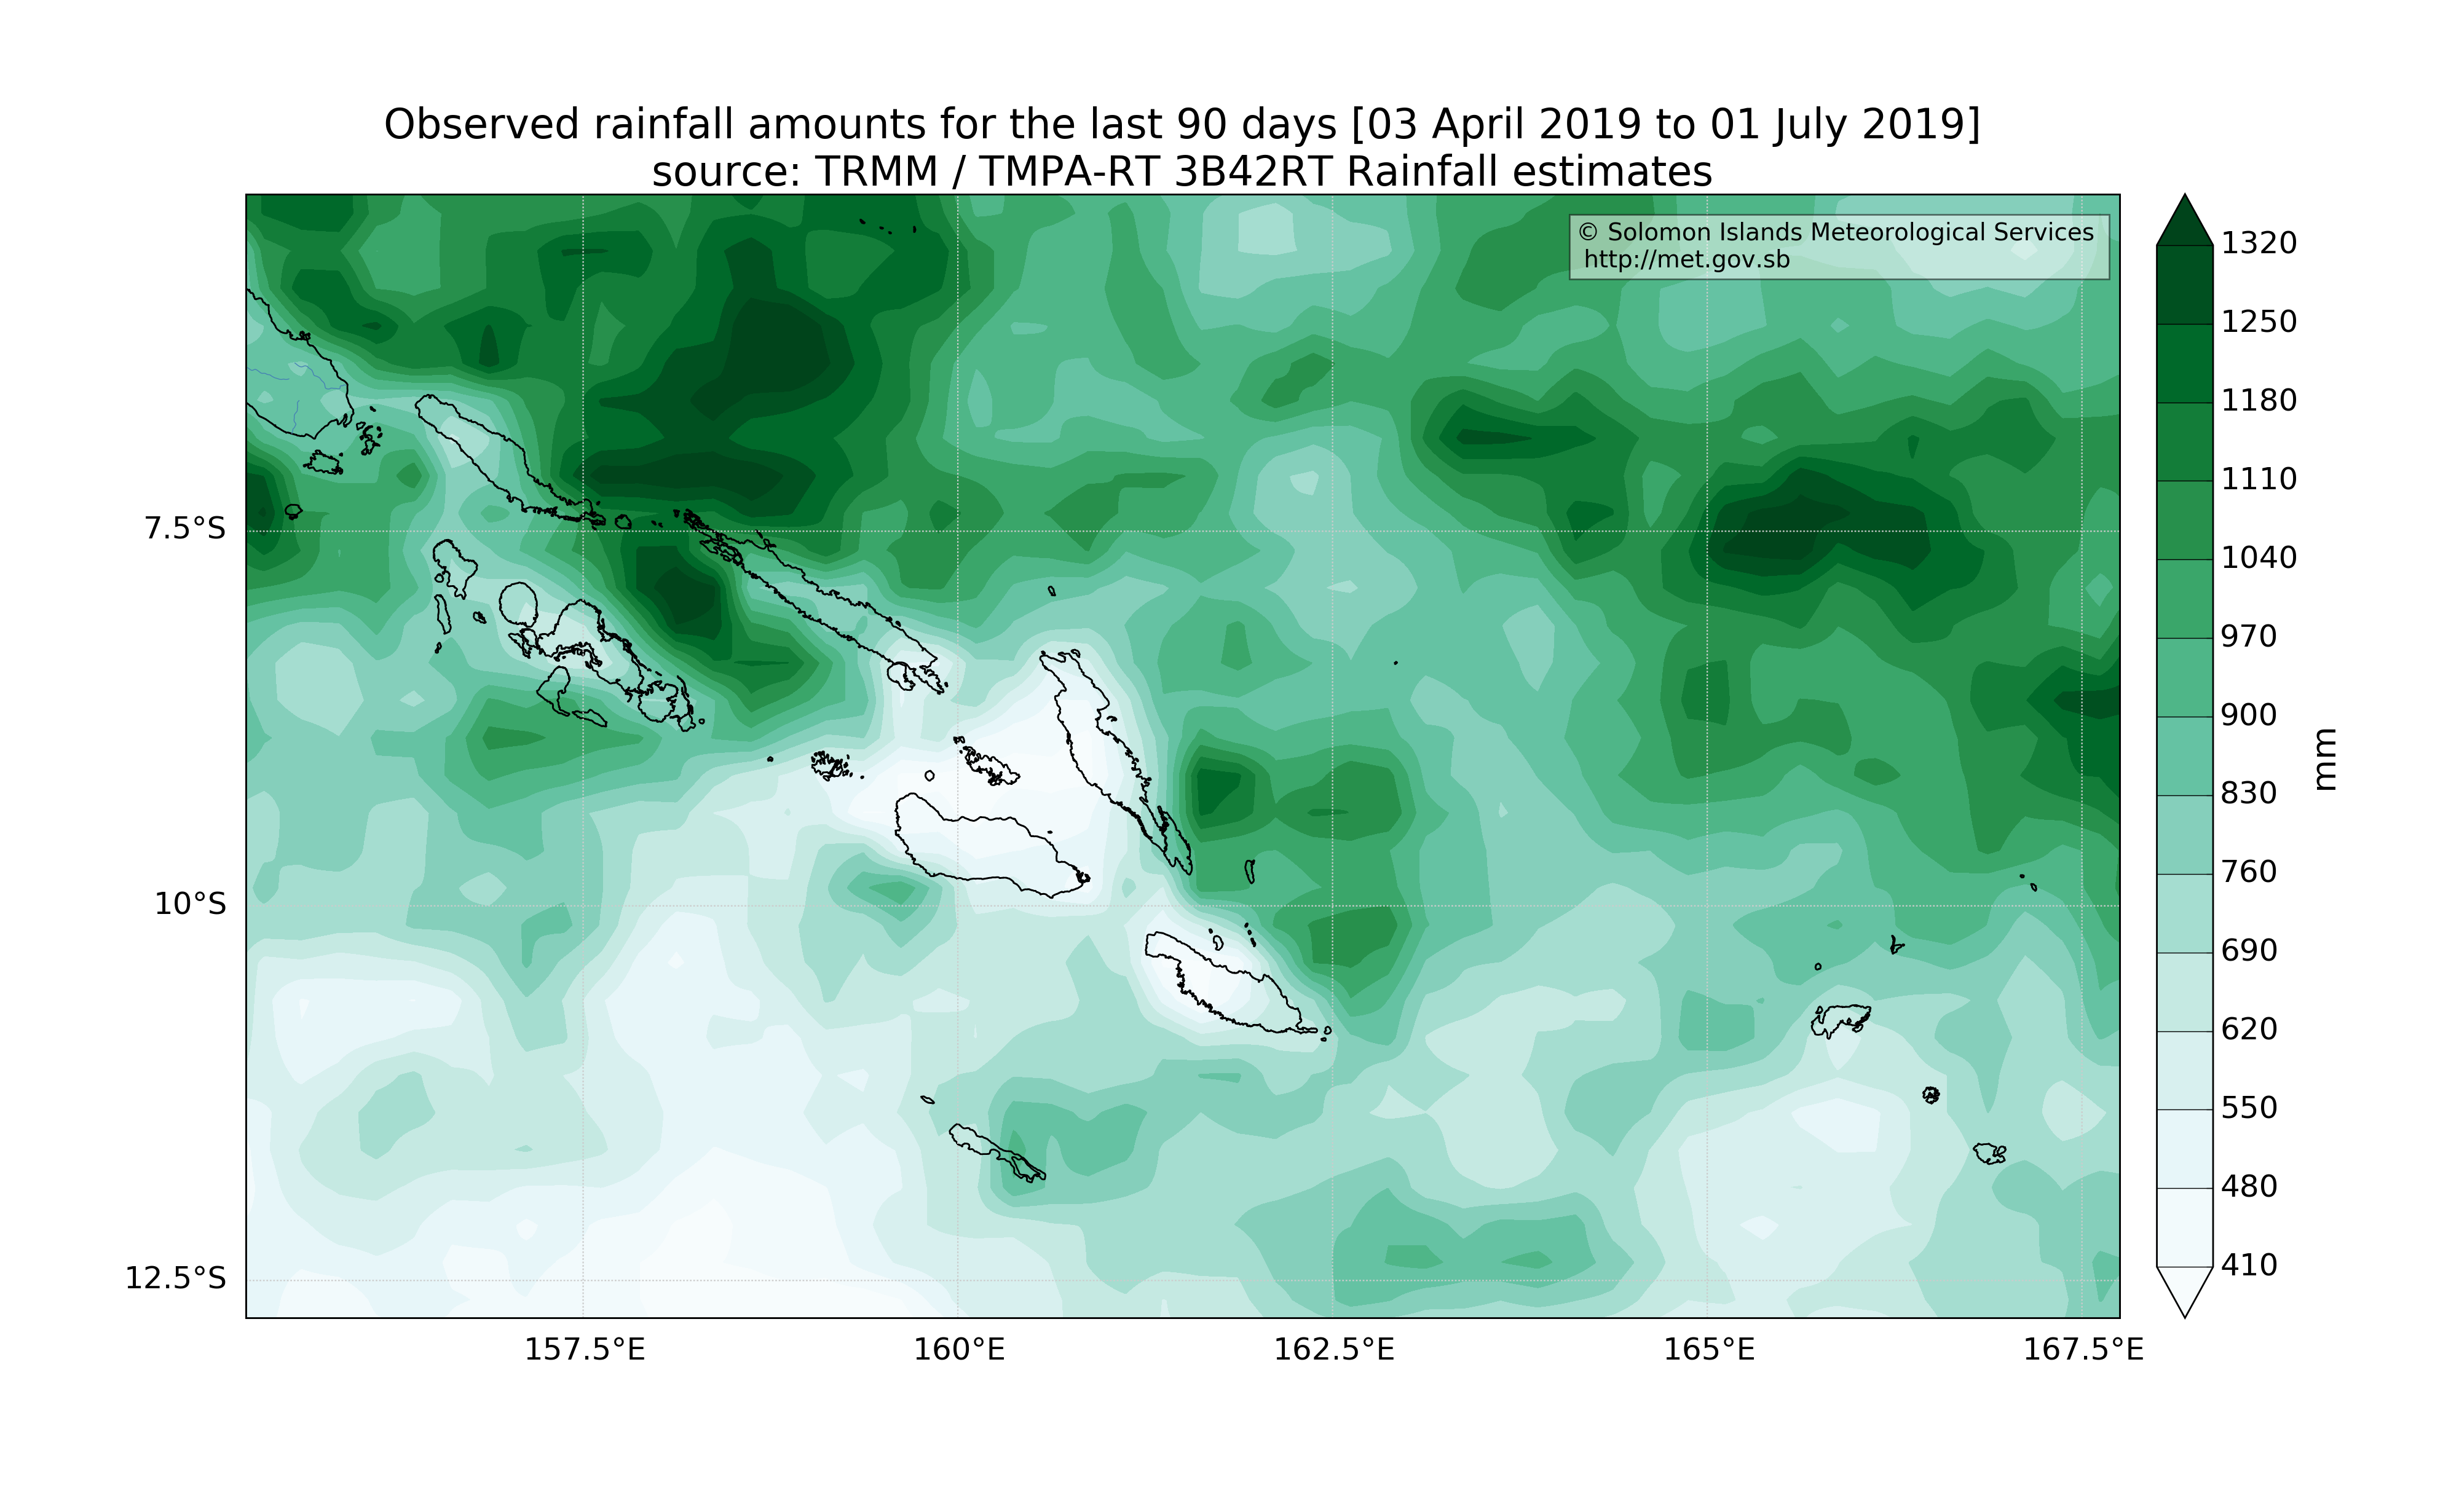 Observed rainfall amounts for the last 90 days [03 April 2019 to 01 July 2019]
source: TRMM / TMPA-RT 3B42RT Rainfall estimates
© Solomon Islands Meteorological Services
http://met.gov.sb
7.5°S
10°S
12.5°S
157.5°E
160°E
162.5°E
165°E
167.5°E
1320
1250
1180
1110
1040
970
900
830
760
690
620
550
480
410
mm